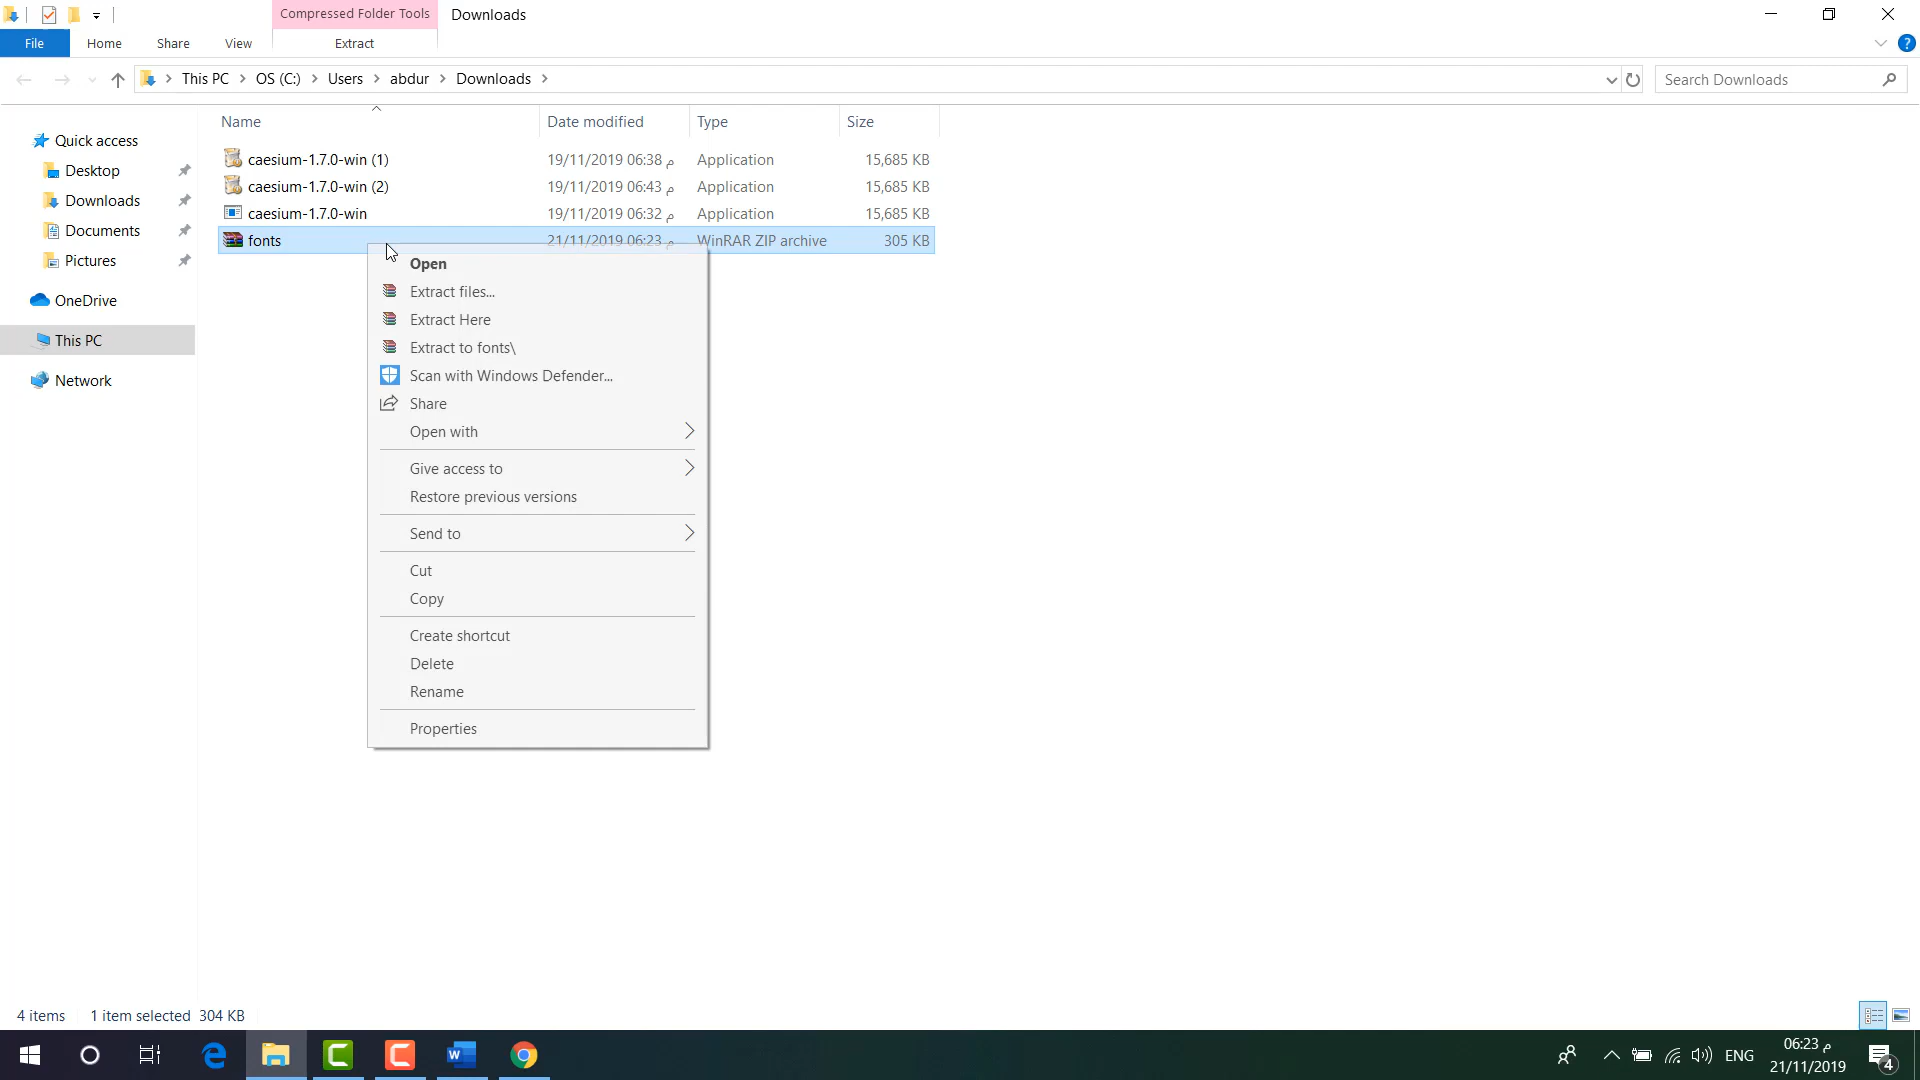 Compressed Folder Tools
Downloads
File
Home
Share
View
Extract
This PC
OS (C:)
Users
abdur
Downloads
Search Downloads
Name
Date modified
Type
Size
Quick access
Desktop
Downloads
Documents
Pictures
OneDrive
This PC
Network
caesium-1.7.0-win (1)
19/11/2019 06:38 م
Application
15,685 KB
caesium-1.7.0-win (2)
19/11/2019 06:43 م
Application
15,685 KB
caesium-1.7.0-win
19/11/2019 06:32 م
Application
15,685 KB
fonts
21/11/2019 06:23 م
WinRAR ZIP archive
305 KB
Open
Extract files...
Extract Here
Extract to fonts\
Scan with Windows Defender...
Share
Open with
Give access to
Restore previous versions
Send to
Cut
Copy
Create shortcut
Delete
Rename
Properties
4 items
1 item selected 304 KB
ENG
06:23 م
21/11/2019
4